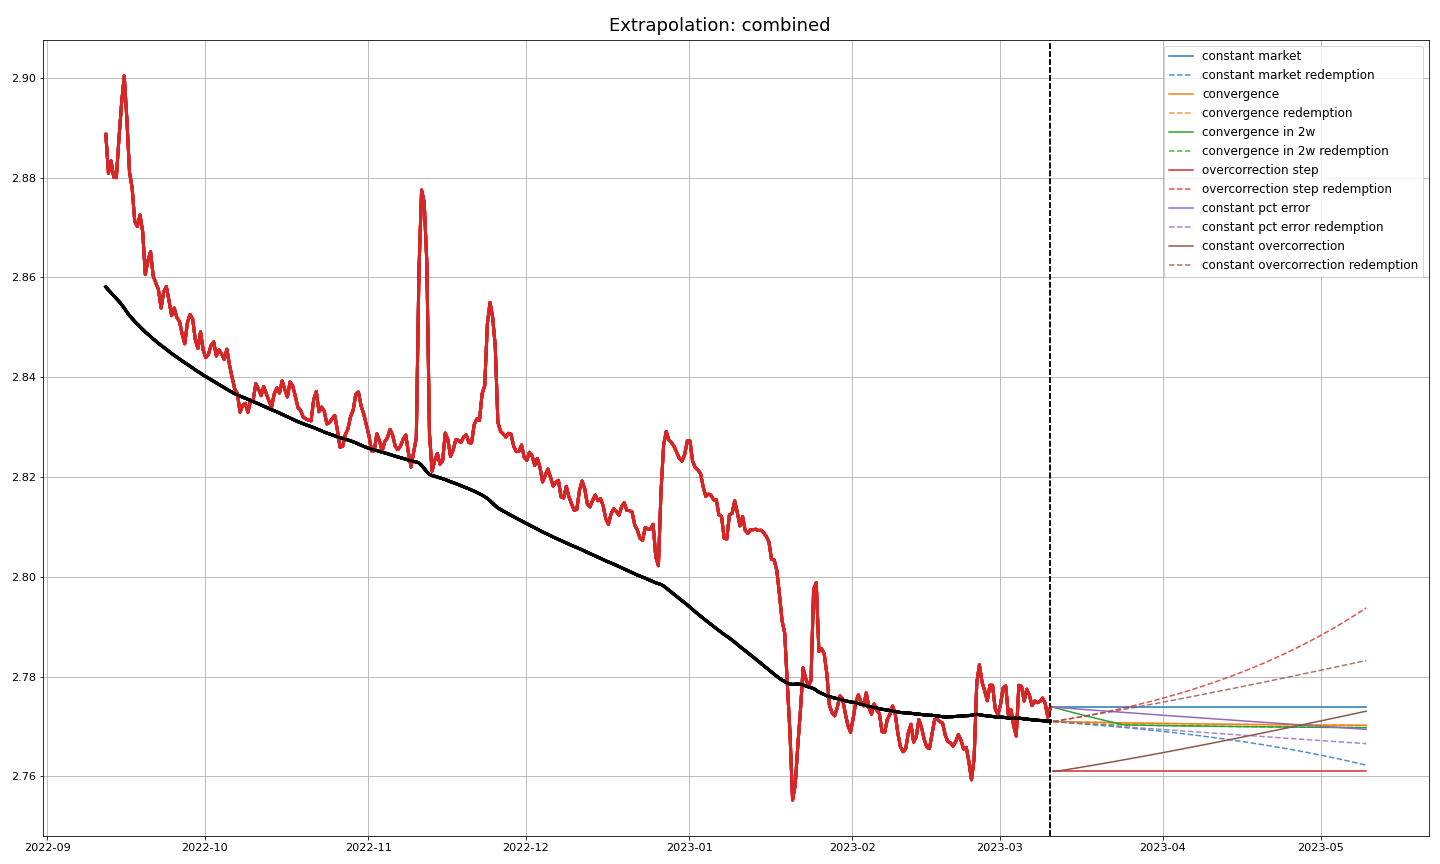 Extrapolation: combined
constant market
constant market redemption
convergence
convergence redemption
convergence in 2w
convergence in 2w redemption
overcorrection step
overcorrection step redemption
constant pct error
constant pct error redemption
constant overcorrection
constant overcorrection redemption
2.90
2.88
2.86
2.84
2.82
2.80
2.78
2.76
2022-09 2022-10 2022-11 2022-12 2023-01 2023-02 2023-03 2023-04 2023-05